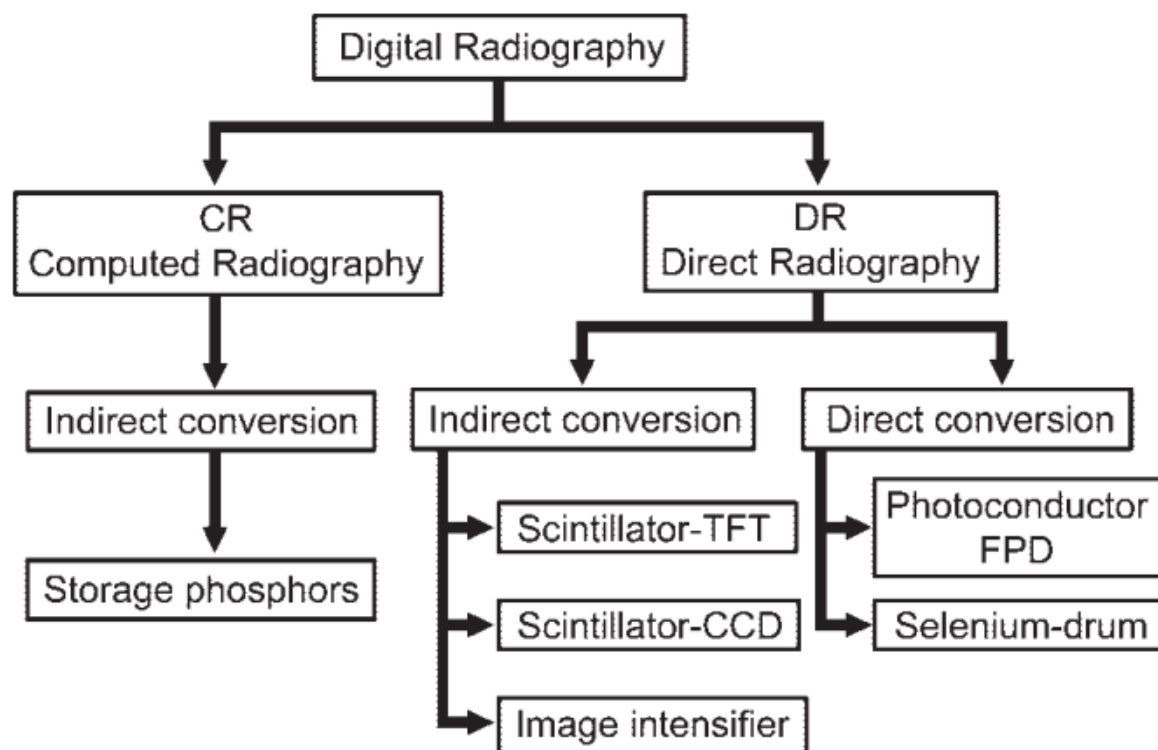 Digital Radiography
CR
Computed Radiography
DR
Direct Radiography
Indirect conversion
Indirect conversion
Direct conversion
Storage phosphors
Scintillator-TFT
Scintillator-CCD
Image intensifier
Photoconductor
FPD
Selenium-drum